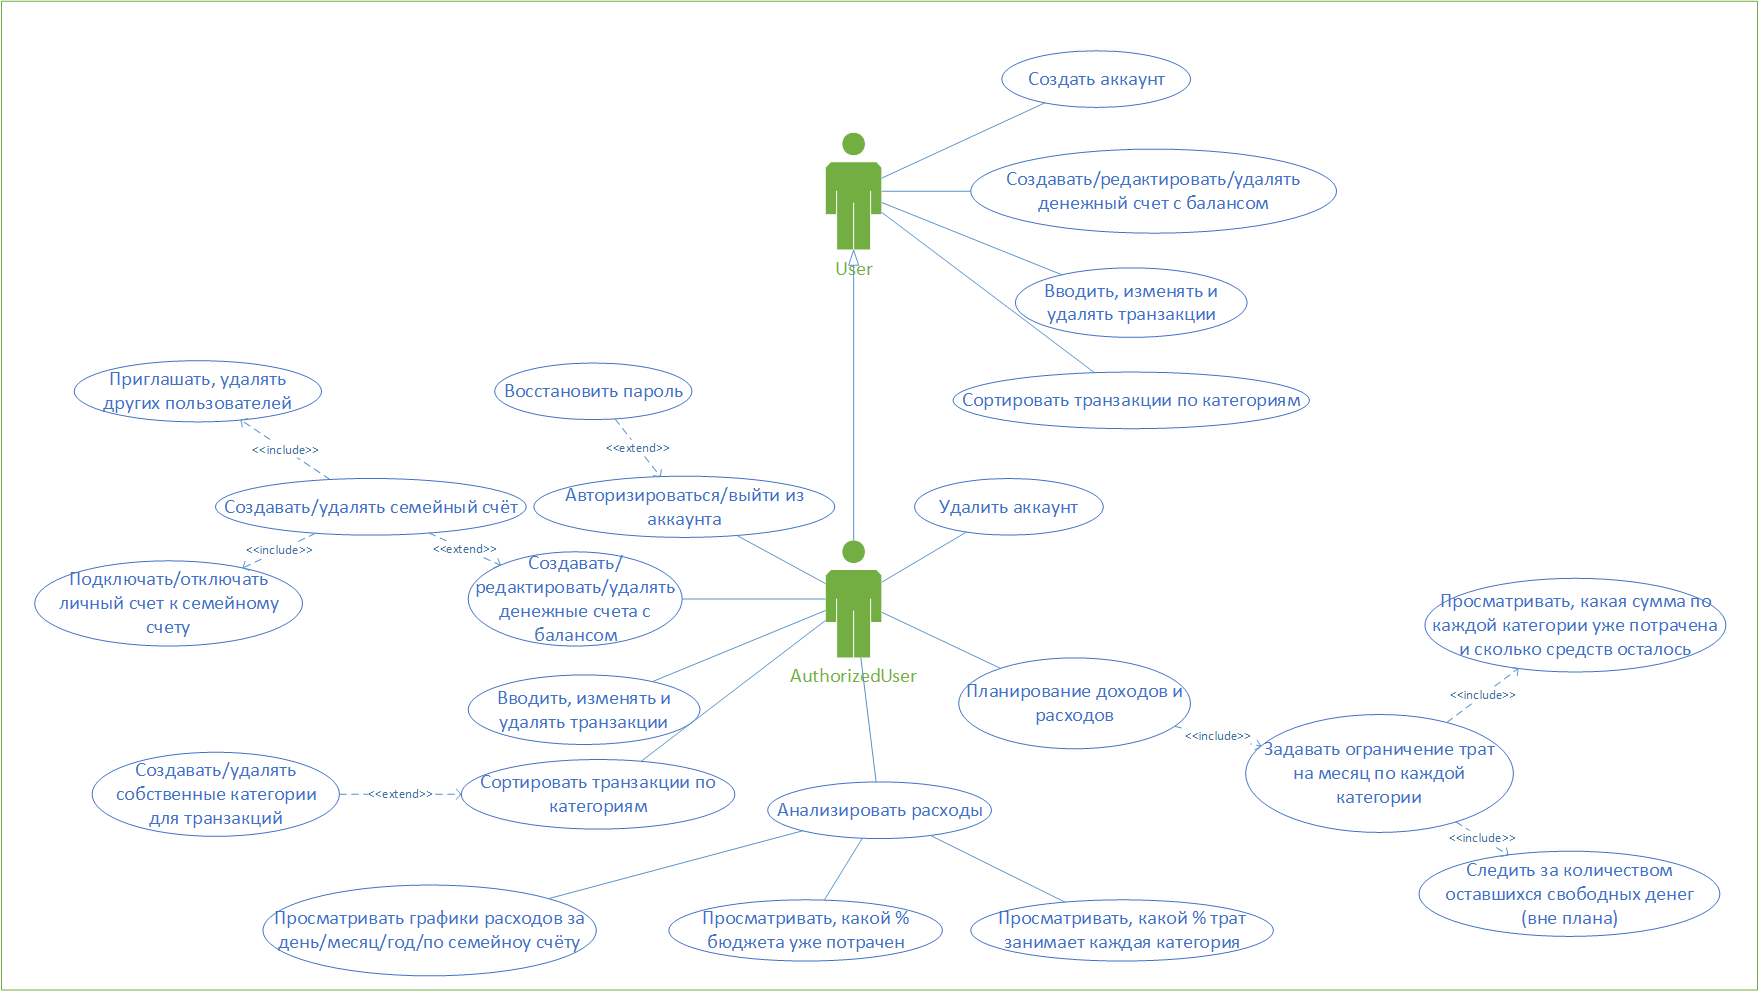 Создать аккаунт
Создавать/редактировать/удалять
денежный счет с балансом
User
Вводить, изменять и
удалять транзакции
Сортировать транзакции по категориям
Приглашать, удалять
других пользователей
Восстановить пароль
<<include>>
<<extend>>
Создавать/удалять семейный счёт
Авторизироваться/выйти из
аккаунта
Удалить аккаунт
<<include>>
<<extend>>
Подключать/отключать
личный счет к семейному
счету
Создавать/
редактировать/удалять
денежные счета с
балансом
AuthorizedUser
Просматривать, какая сумма по
каждой категории уже потрачена
и сколько средств осталось
Вводить, изменять и
удалять транзакции
Планирование доходов и
расходов
<<include>>
<<include>>
Задавать ограничение трат
на месяц по каждой
категории
Создавать/удалять
собственные категории
для транзакций
<<extend>>
Сортировать транзакции по
категориям
Анализировать расходы
<<include>>
Следить за количеством
оставшихся свободных денег
(вне плана)
Просматривать графики расходов за
день/месяц/год/по семейноу счёту
Просматривать, какой %
бюджета уже потрачен
Просматривать, какой % трат
занимает каждая категория